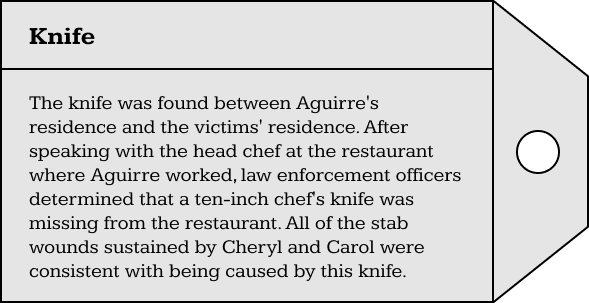 Knife
The knife was found between Aguirre's
residence and the victims' residence. After
speaking with the head chef at the restaurant
where Aguirre worked, law enforcement officers
determined that a ten-inch chef's knife was
missing from the restaurant. All of the stab
wounds sustained by Cheryl and Carol were
consistent with being caused by this knife.